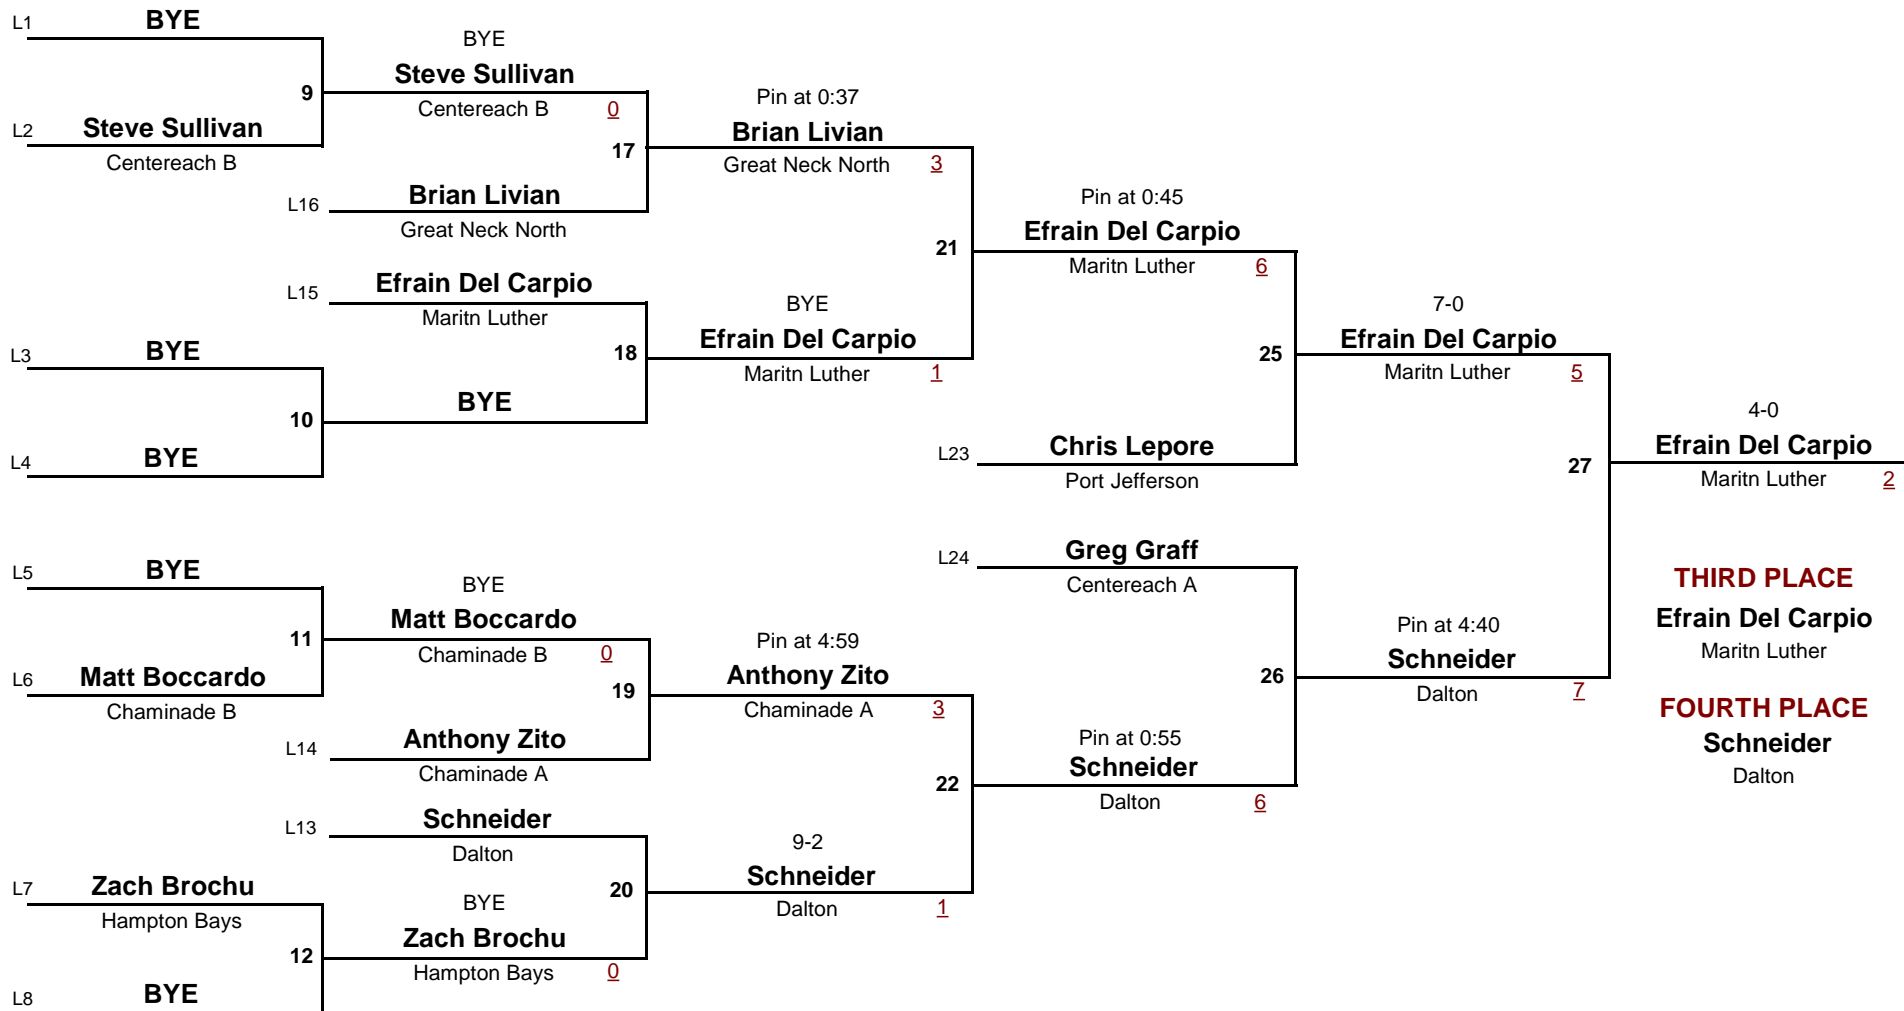 L1 BYE
9
L2 Steve Sullivan
Centereach B
BYE
Steve Sullivan
Centereach B 0
17
L16 Brian Livian
Great Neck North
Pin at 0:37
Brian Livian
Great Neck North 3
21
L15 Efrain Del Carpio
Maritn Luther
18
L3 BYE
10
L4 BYE
BYE
BYE
Efrain Del Carpio
Maritn Luther 1
Pin at 0:45
Efrain Del Carpio
Maritn Luther 6
25
L23 Chris Lepore
Port Jefferson
7-0
Efrain Del Carpio
Maritn Luther 5
27
4-0
Efrain Del Carpio
Maritn Luther 2
L5 BYE
11
L6 Matt Boccardo
Chaminade B
BYE
Matt Boccardo
Chaminade B 0
19
L14 Anthony Zito
Chaminade A
Pin at 4:59
Anthony Zito
Chaminade A 3
22
L13 Schneider
Dalton
20
L7 Zach Brochu
Hampton Bays
12
L8 BYE
BYE
Zach Brochu
Hampton Bays 0
9-2
Schneider
Dalton 1
Pin at 0:55
Schneider
Dalton 6
L24 Greg Graff
Centereach A
26
Pin at 4:40
Schneider
Dalton 7
THIRD PLACE
Efrain Del Carpio
Maritn Luther
FOURTH PLACE
Schneider
Dalton